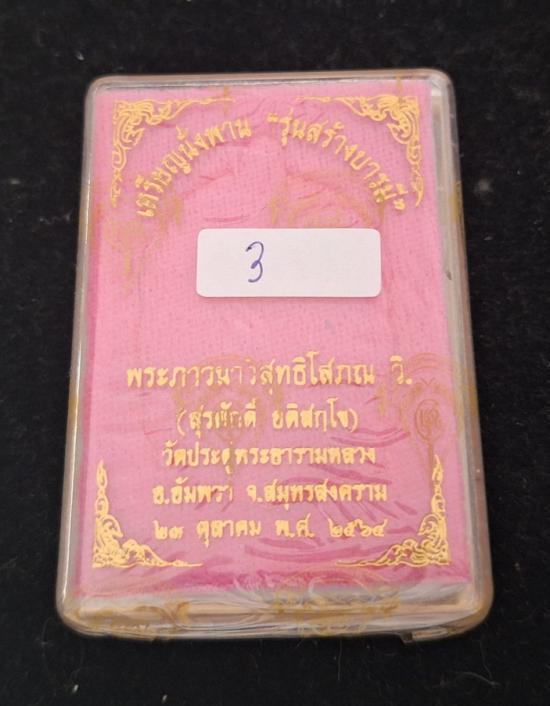 เหรียญนั่งพาน "รุ่นสร้างบารมี"
3
พระภาวนาวิสุทธิโสภณ วิ.
(สุรศักดิ์ อติสกฺโข)
วัดประดู่พระอารามหลวง
อ.อัมพวา จ.สมุทรสงคราม
๒๓ ตุลาคม พ.ศ. ๒๕๖๔